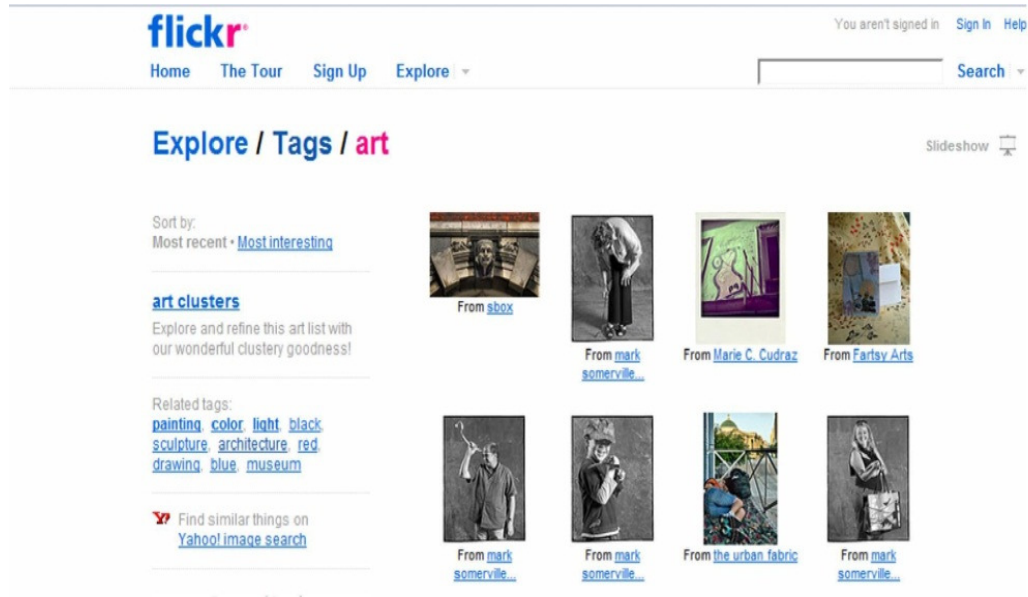 flickr
You aren't signed in Sign In Help
Home The Tour Sign Up Explore
Search
Explore / Tags / art
Slideshow
Sort by:
Most recent • Most interesting
art clusters
Explore and refine this art list with
our wonderful clustery goodness!
Related tags:
painting, color, light, black,
sculpture, architecture, red,
drawing, blue, museum
Y! Find similar things on
Yahoo! image search
From sbox
From mark
somerville...
From Marie C. Cudraz
From Fartsy Arts
From mark
somerville...
From mark
somerville...
From the urban fabric
From mark
somerville...